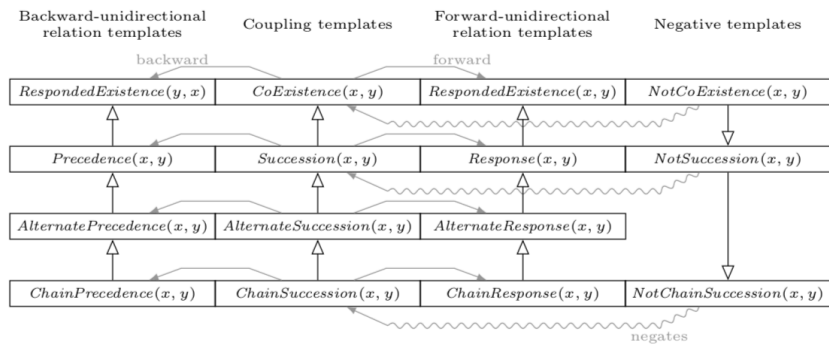 Backward-unidirectional
relation templates
Coupling templates
Forward-unidirectional
relation templates
Negative templates
backward
forward
RespondedExistence(y, x)
CoExistence(x, y)
RespondedExistence(x, y)
NotCoExistence(x, y)
Precedence(x, y)
Succession(x, y)
Response(x, y)
NotSuccession(x, y)
AlternatePrecedence(x, y)
AlternateSuccession(x, y)
AlternateResponse(x, y)
ChainPrecedence(x, y)
ChainSuccession(x, y)
ChainResponse(x, y)
NotChainSuccession(x, y)
negates